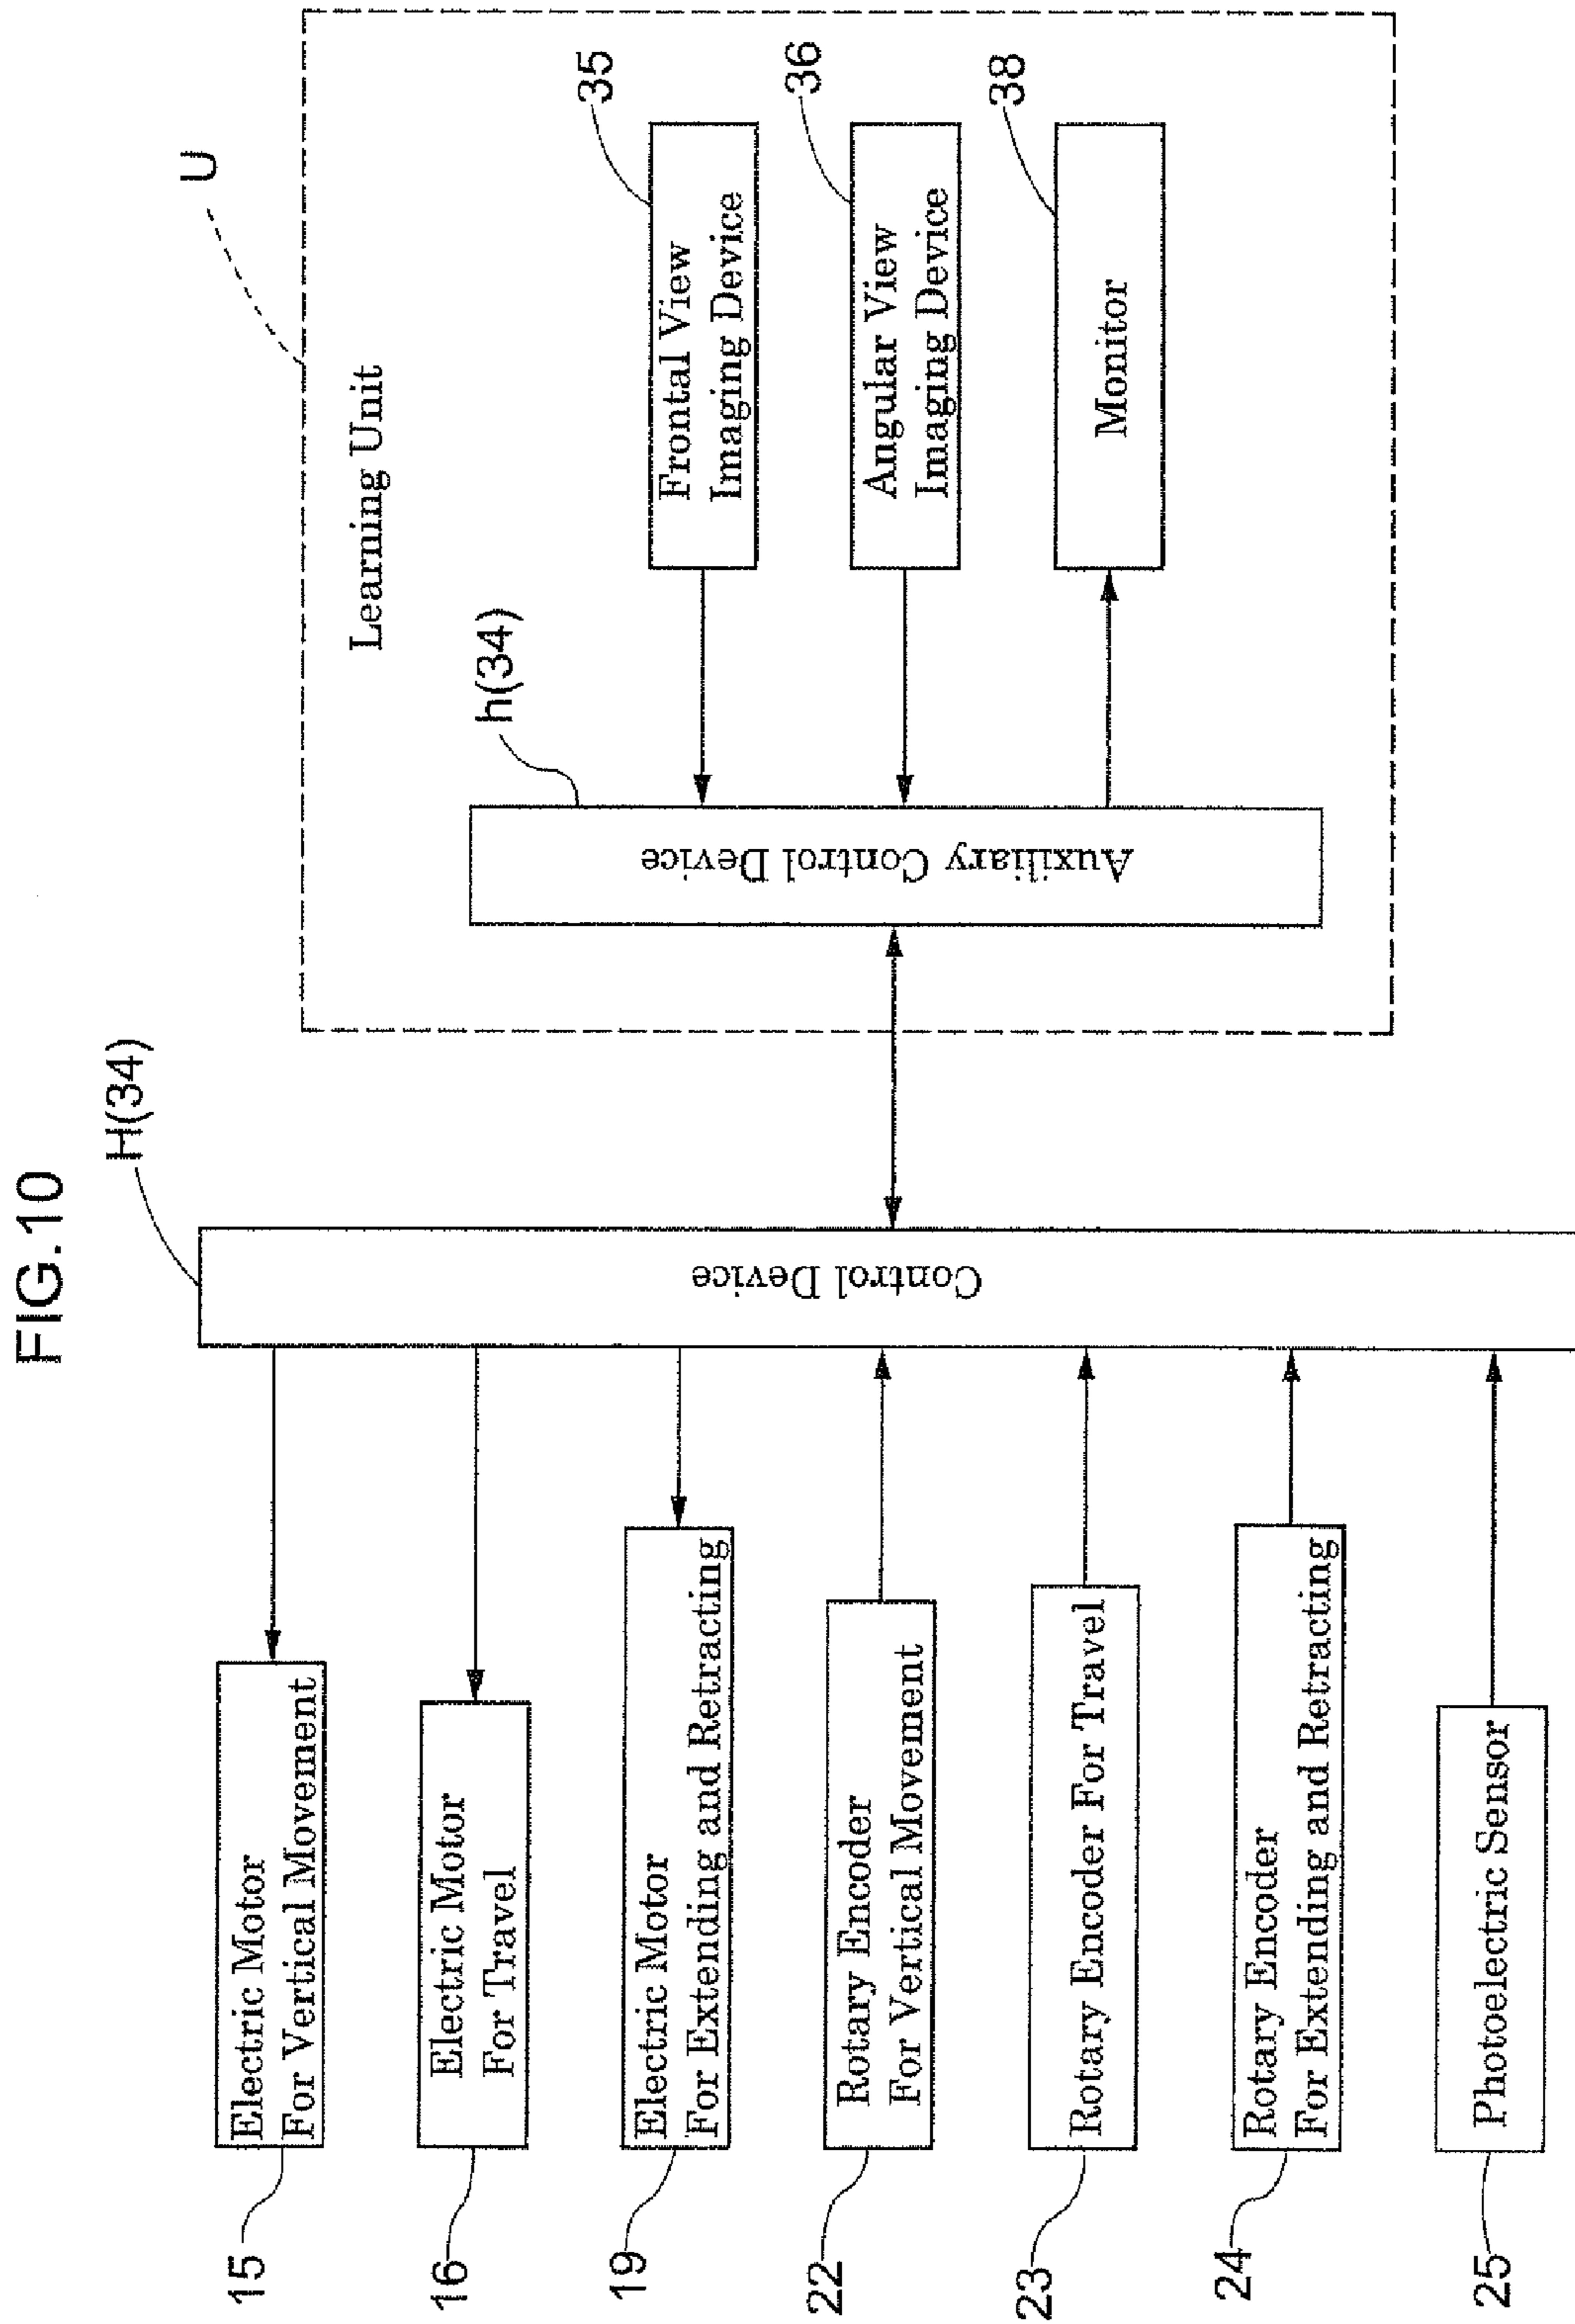 FIG.10
H(34)
Control Device
15
Electric Motor
For Vertical Movement
16
Electric Motor
For Travel
19
Electric Motor
For Extending and Retracting
22
Rotary Encoder
For Vertical Movement
23
Rotary Encoder For Travel
24
Rotary Encoder
For Extending and Retracting
25
Photoelectric Sensor
U
Learning Unit
h(34)
Auxiliary Control Device
35
Frontal View
Imaging Device
36
Angular View
Imaging Device
38
Monitor